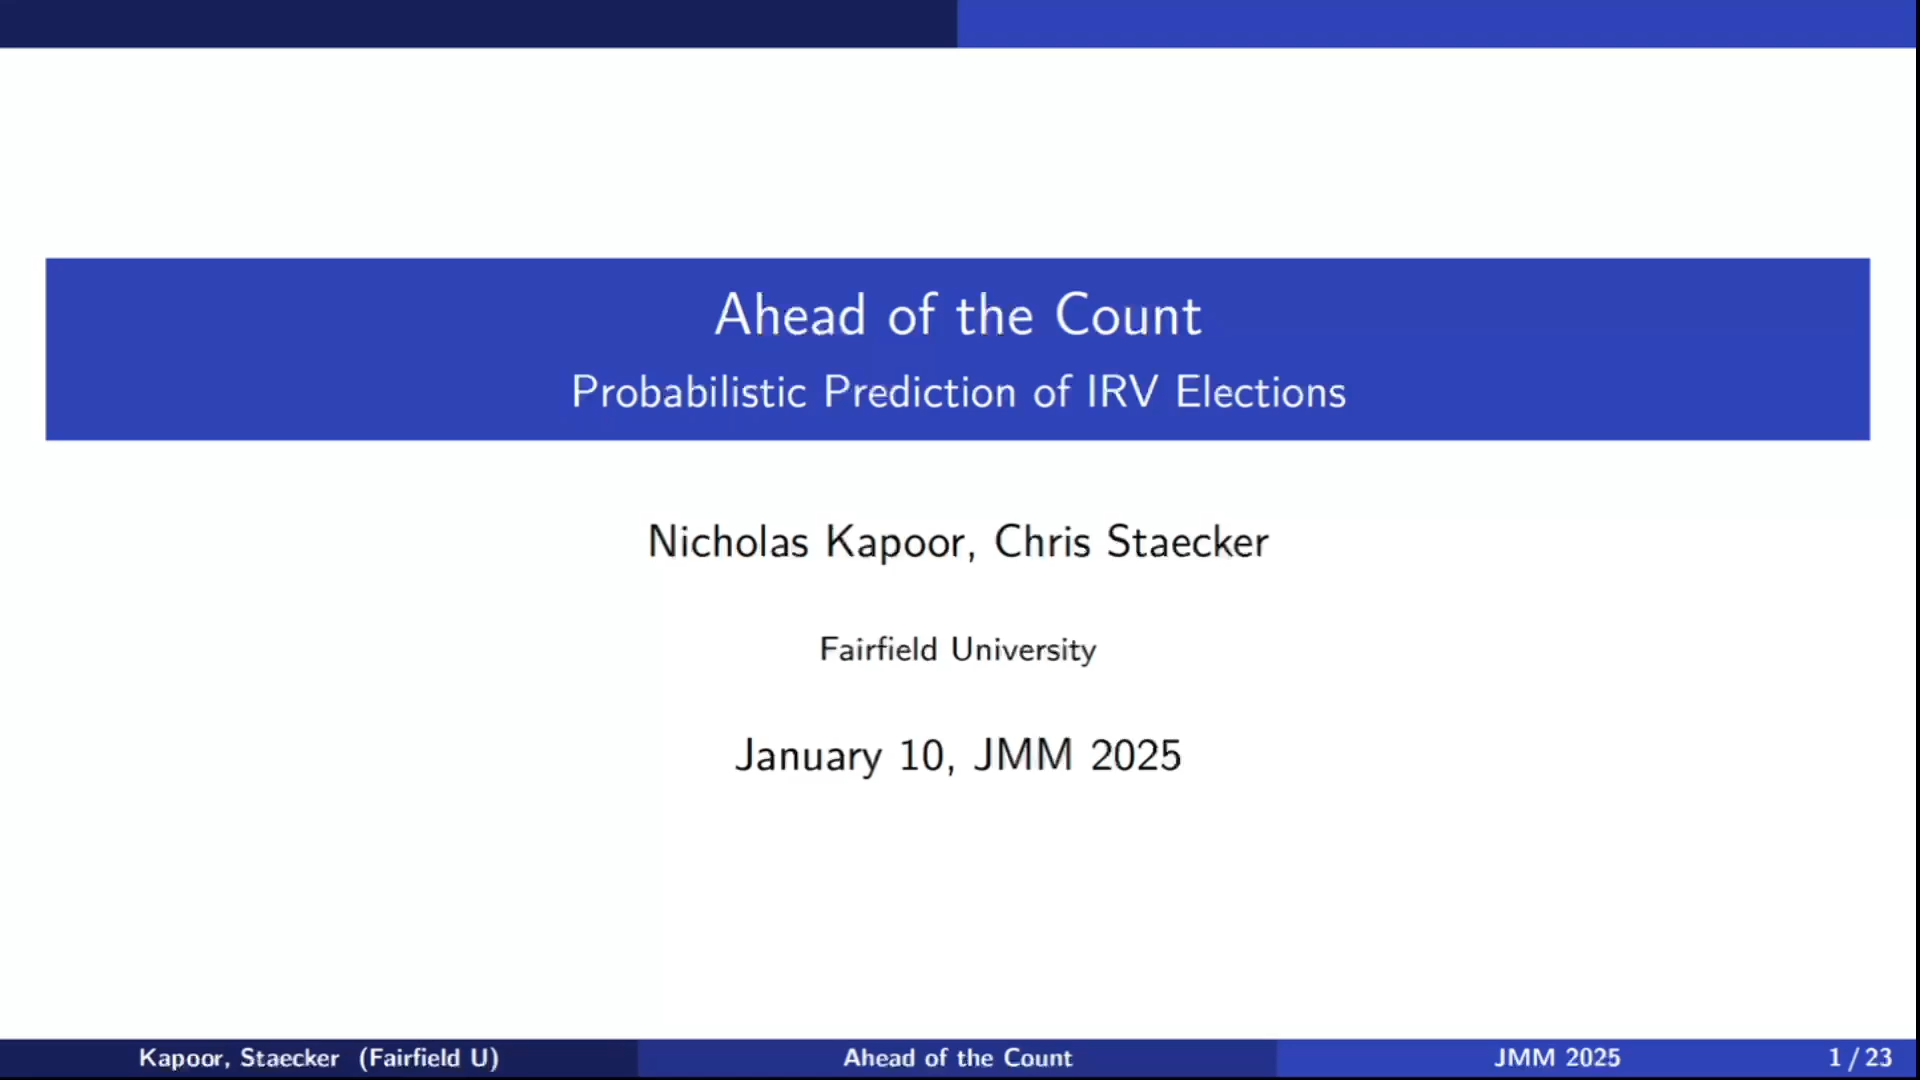 Ahead of the Count
Probabilistic Prediction of IRV Elections
Nicholas Kapoor, Chris Staecker
Fairfield University
January 10, JMM 2025
Kapoor, Staecker (Fairfield U)
Ahead of the Count
JMM 2025
1 / 23